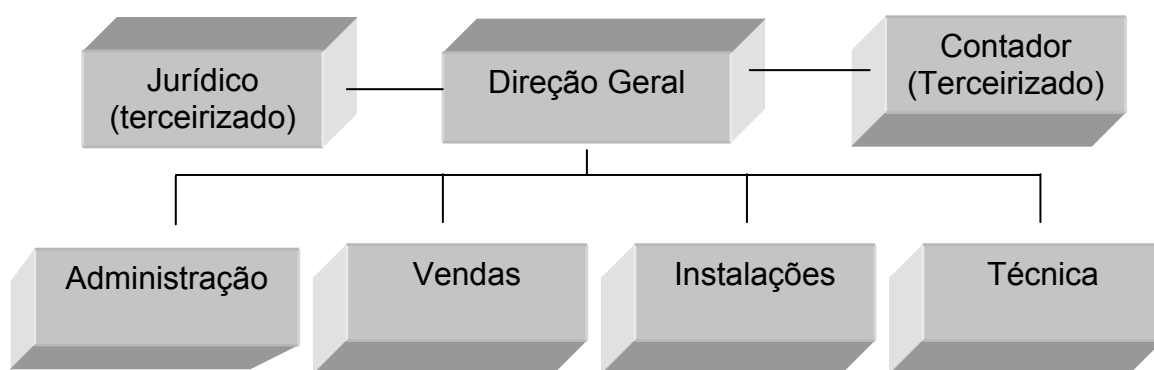 Jurídico
(terceirizado)
Direção Geral
Contador
(Terceirizado)
Administração
Vendas
Instalações
Técnica